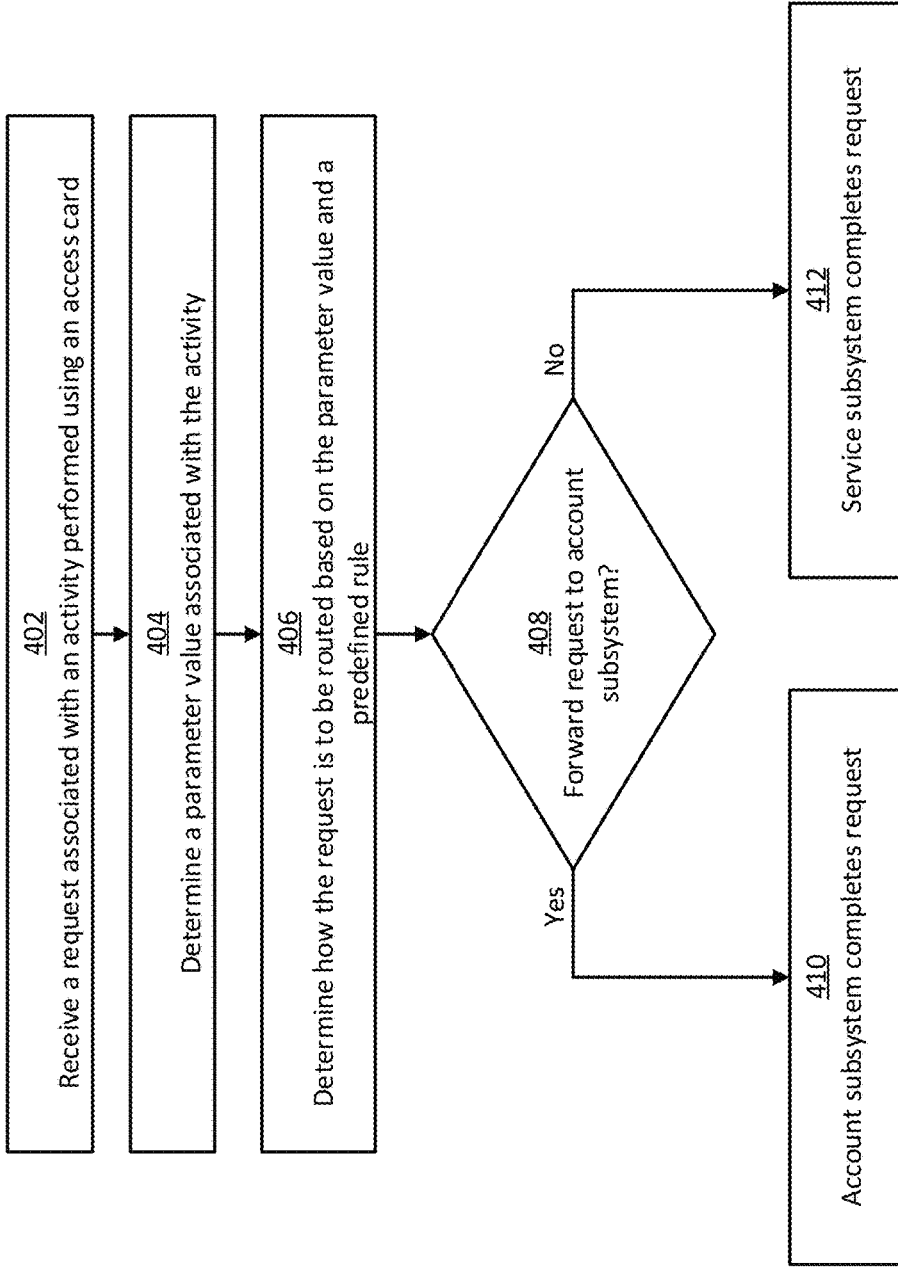 402
Receive a request associated with an activity performed using an access card
404
Determine a parameter value associated with the activity
406
Determine how the request is to be routed based on the parameter value and a
predefined rule
408
Forward request to account
subsystem?
Yes
No
410
Account subsystem completes request
412
Service subsystem completes request